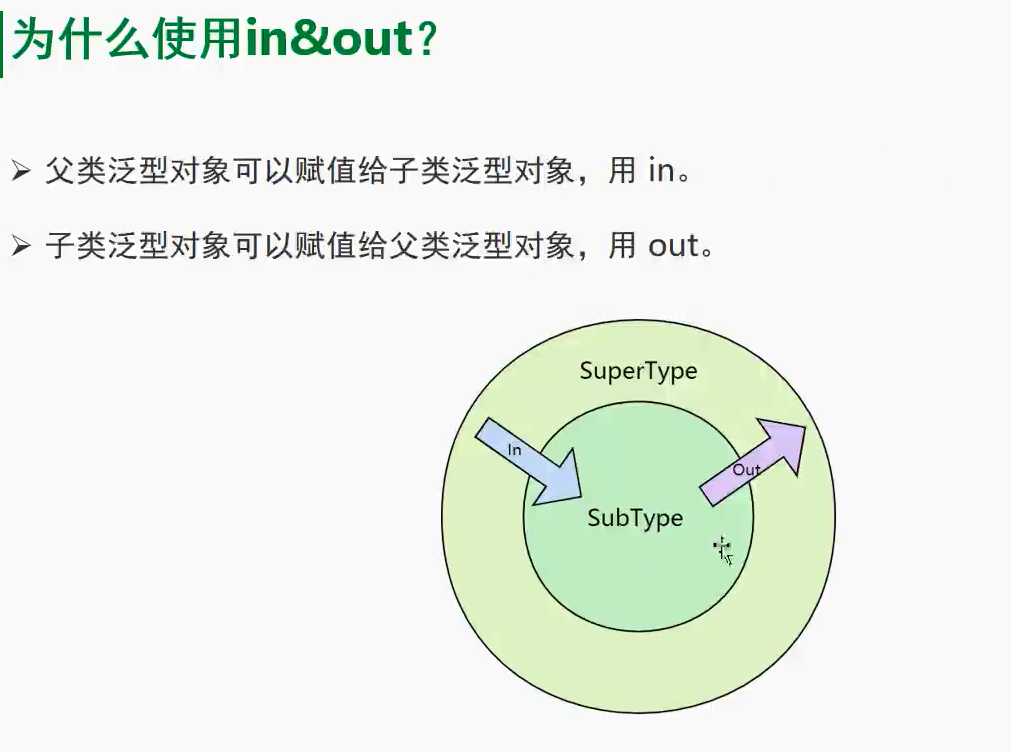 为什么使用in&out?
父类泛型对象可以赋值给子类泛型对象，用 in。
子类泛型对象可以赋值给父类泛型对象，用 out。
SuperType
In
Out
SubType